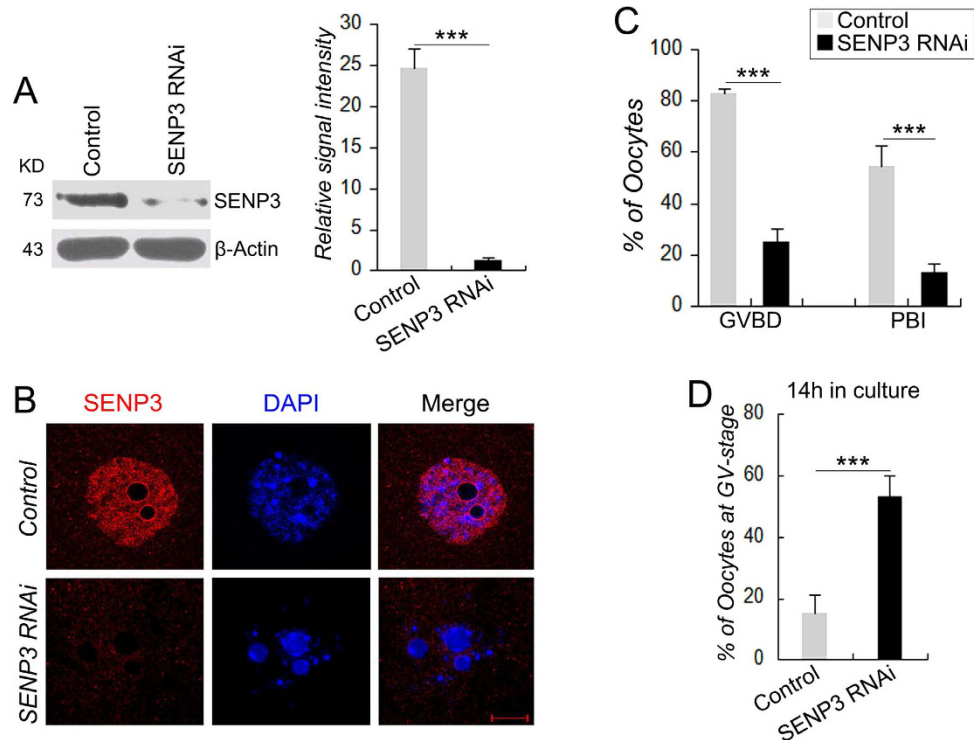 A
KD
Control
SENP3 RNAi
73
SENP3
43
β-Actin
Relative signal intensity
30
25
20
15
10
5
0
***
Control
SENP3 RNAi
B
SENP3
DAPI
Merge
Control
SENP3 RNAi
C
Control
SENP3 RNAi
% of Oocytes
100
80
60
40
20
0
***
***
GVBD
PBI
D
14h in culture
% of Oocytes at GV-stage
80
60
40
20
0
***
Control
SENP3 RNAi